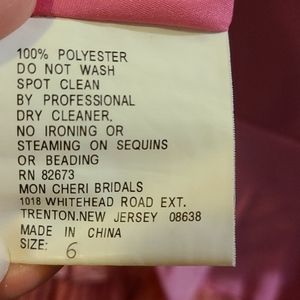 100% POLYESTER
DO NOT WASH
SPOT CLEAN
BY PROFESSIONAL
DRY CLEANER,
NO IRONING OR
STEAMING ON SEQUINS
OR BEADING
RN 82673
MON CHERI BRIDALS
1018 WHITEHEAD ROAD EXT.
TRENTON.NEW JERSEY 08638
MADE IN CHINA
SIZE: 6